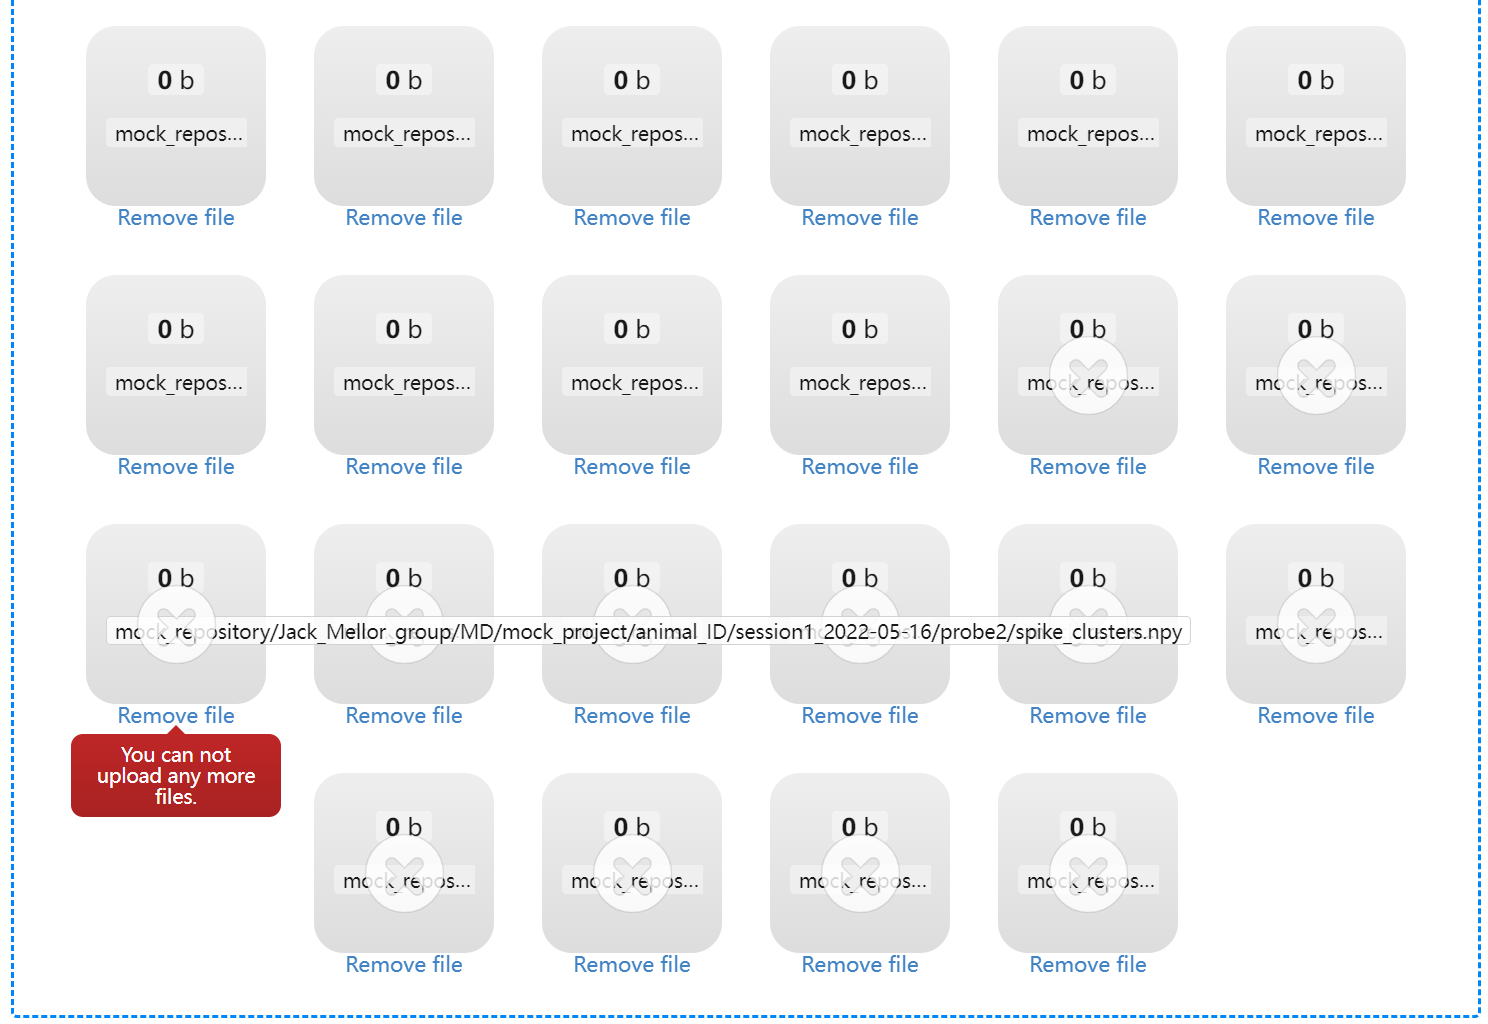 0 b 0 b 0 b 0 b 0 b 0 b
mock_repos... mock_repos... mock_repos... mock_repos... mock_repos... mock_repos...
Remove file Remove file Remove file Remove file Remove file Remove file
0 b 0 b 0 b 0 b 0 b 0 b
mock_repos... mock_repos... mock_repos... mock_repos... mock_repos... mock_repos...
Remove file Remove file Remove file Remove file Remove file Remove file
0 b 0 b 0 b 0 b 0 b 0 b
mock_repository/Jack_Mellor_group/MD/mock_project/animal_ID/session1_2022-05-16/probe2/spike_clusters.npy mock_repos...
Remove file Remove file Remove file Remove file Remove file Remove file
You can not
upload any more
files.
0 b 0 b 0 b 0 b
mock_repos... mock_repos... mock_repos... mock_repos...
Remove file Remove file Remove file Remove file